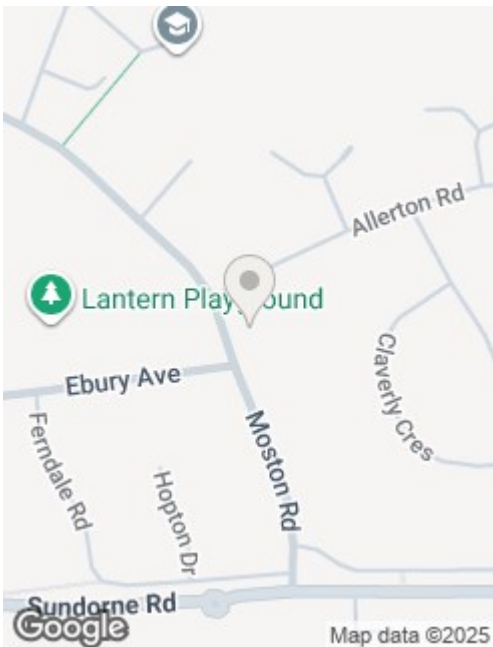 Allerton Rd
Lantern Playground
Claverly Cres
Ebury Ave
Ferndale Rd
Moston Rd
Hopton Dr
Sundorne Rd
Google
Map data ©2025